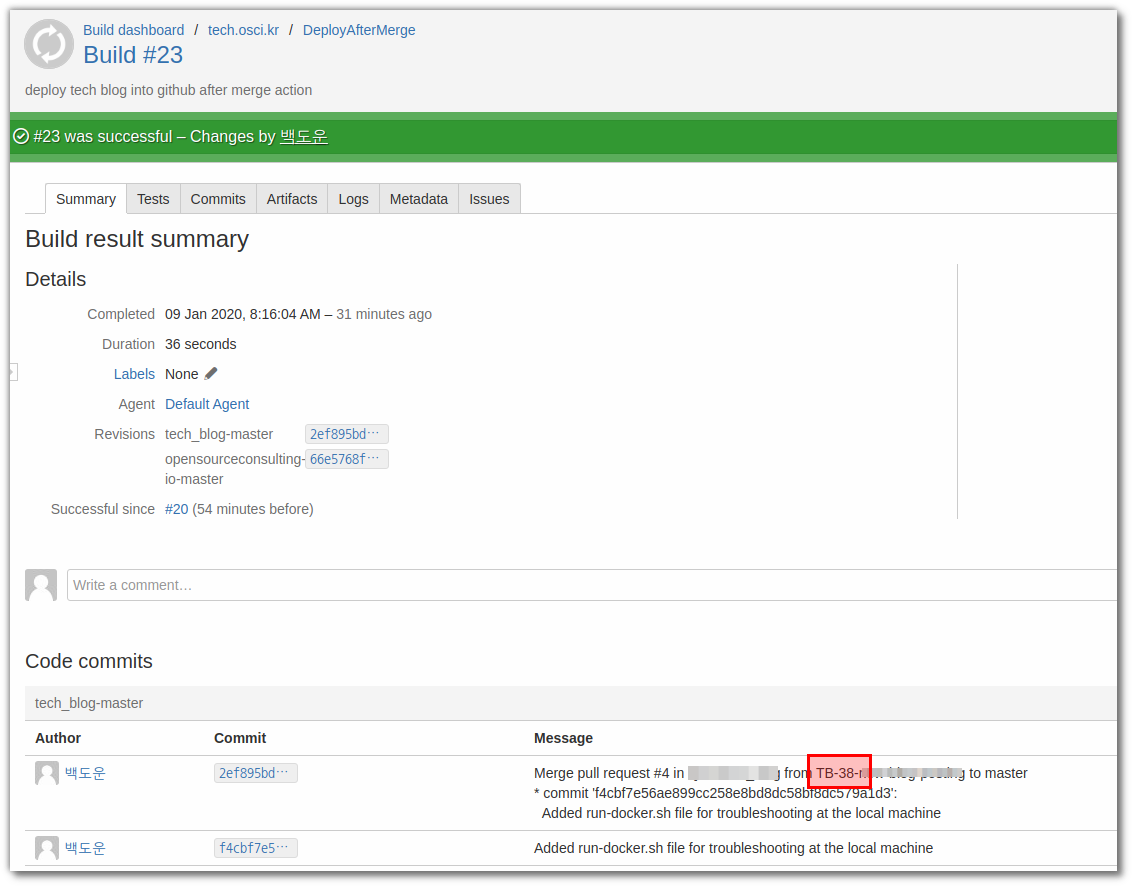 Build dashboard / tech.osci.kr / DeployAfterMerge
Build #23
deploy tech blog into github after merge action
#23 was successful – Changes by 백도운
Summary Tests Commits Artifacts Logs Metadata Issues
Build result summary
Details
Completed 09 Jan 2020, 8:16:04 AM – 31 minutes ago
Duration 36 seconds
Labels None
Agent Default Agent
Revisions tech_blog-master 2ef895bd···
opensourceconsulting- 66e5768f···
io-master
Successful since #20 (54 minutes before)
Write a comment…
Code commits
tech_blog-master
Author Commit Message
백도운 2ef895bd··· Merge pull request #4 in from TB-38- to master
* commit 'f4cbf7e56ae899cc258e8bd8dc58bf8dc579a1d3':
Added run-docker.sh file for troubleshooting at the local machine
백도운 f4cbf7e5··· Added run-docker.sh file for troubleshooting at the local machine